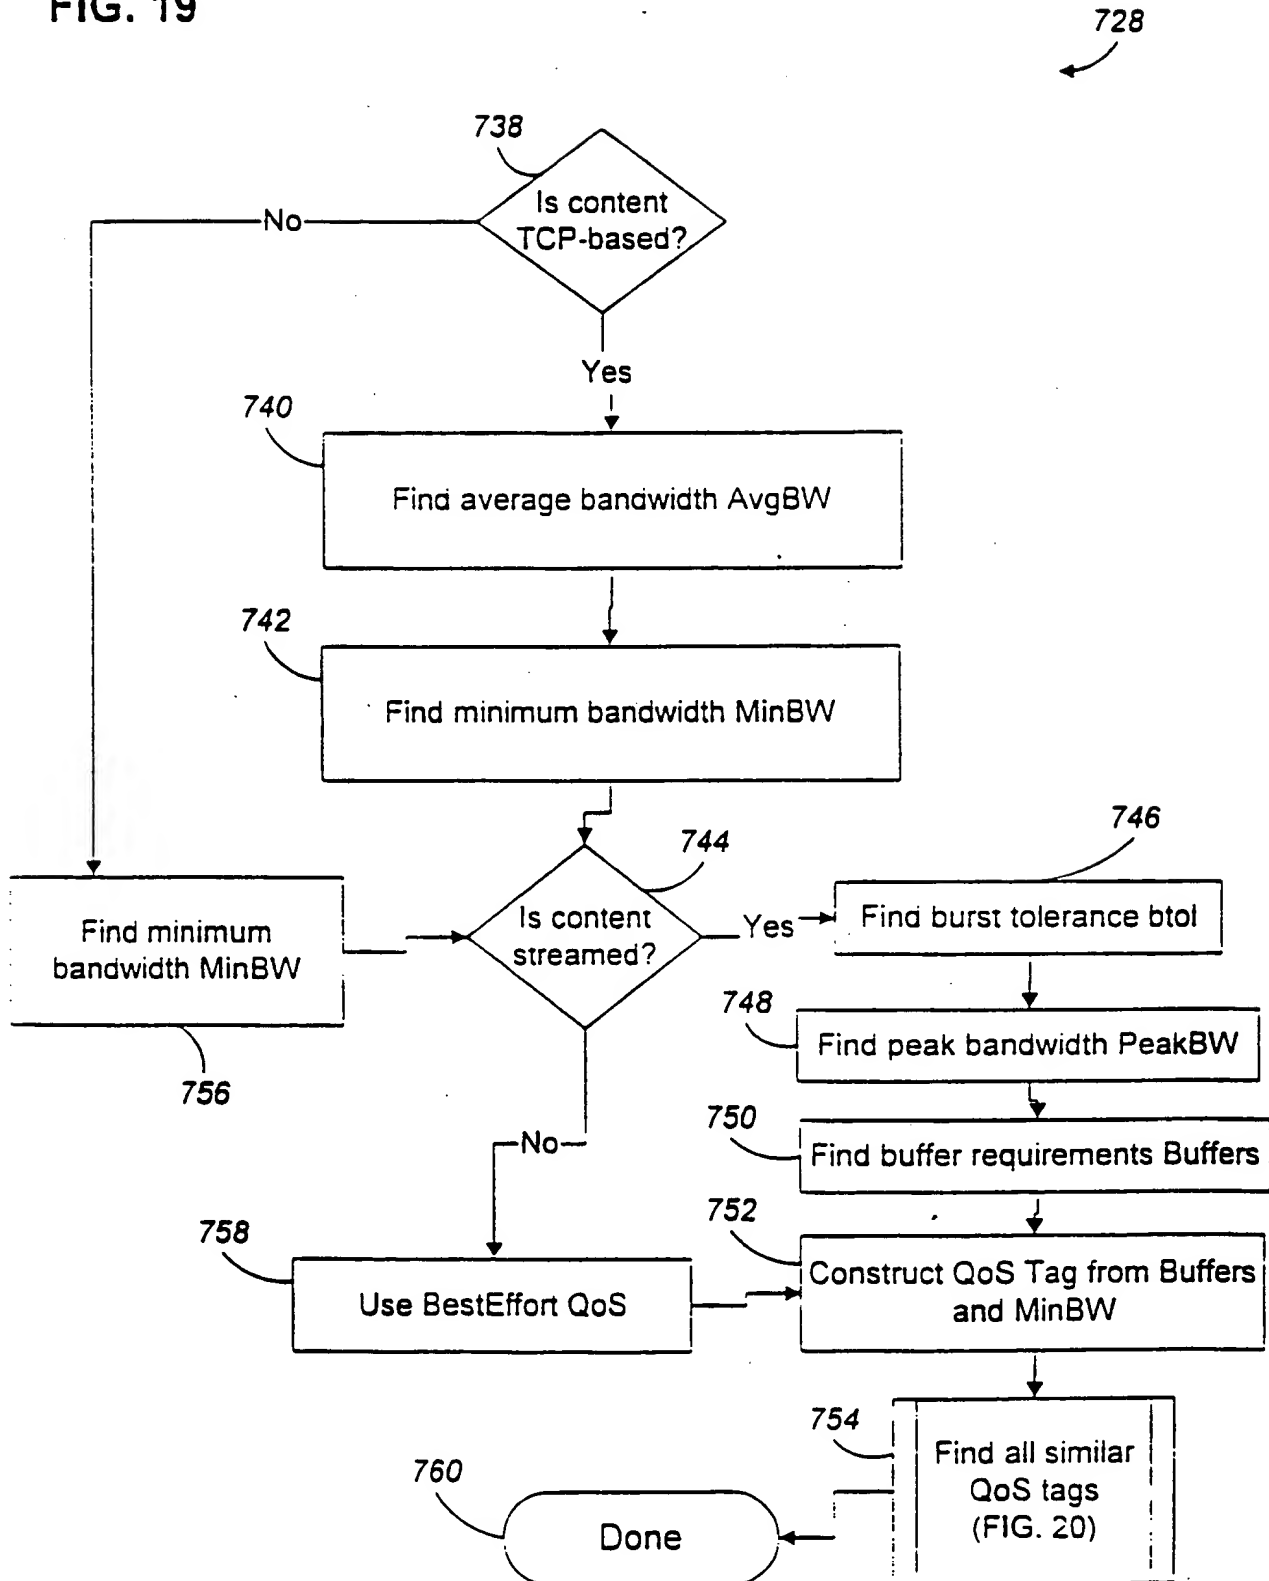 FIG. 19
728
738
Is content
TCP-based?
No
Yes
740
Find average bandwidth AvgBW
742
Find minimum bandwidth MinBW
744
746
Is content
streamed?
Yes
Find burst tolerance btol
Find minimum
bandwidth MinBW
756
748
Find peak bandwidth PeakBW
750
Find buffer requirements Buffers
No
752
Construct QoS Tag from Buffers
and MinBW
758
Use BestEffort QoS
754
Find all similar
QoS tags
(FIG. 20)
760
Done